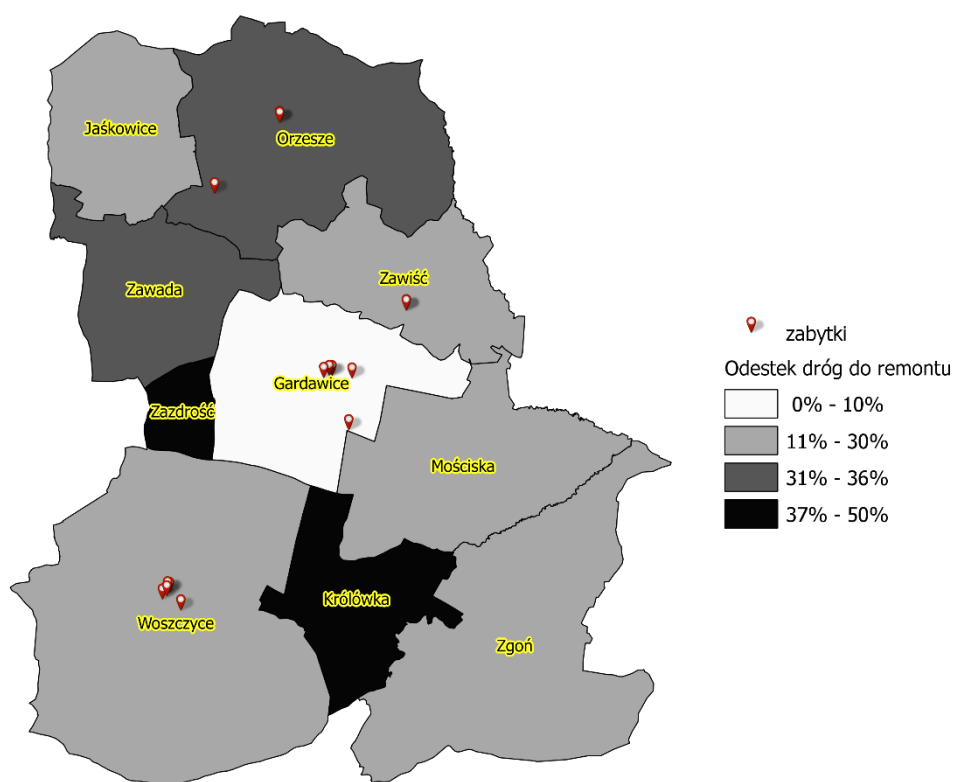 Jaśkowice
Orzesze
Zawiść
Zawada
Gardawice
Zazdrość
Mościska
Królówka
Woszczyce
Zgoń
zabytki
Odestek dróg do remontu
0% - 10%
11% - 30%
31% - 36%
37% - 50%